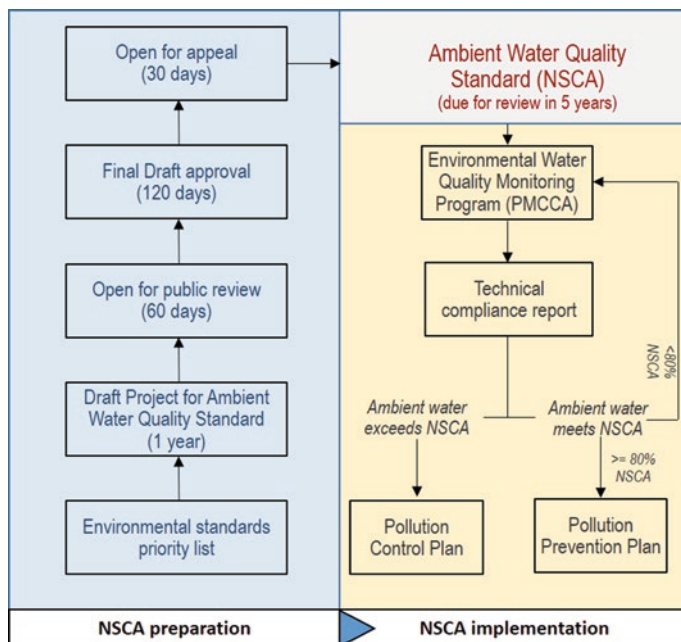 Open for appeal
(30 days)
Final Draft approval
(120 days)
Open for public review
(60 days)
Draft Project for Ambient
Water Quality Standard
(1 year)
Environmental standards
priority list
NSCA preparation
Ambient Water Quality
Standard (NSCA)
(due for review in 5 years)
Environmental Water
Quality Monitoring
Program (PMCCA)
Technical
compliance report
<80%
NSCA
Ambient water
exceeds NSCA
Ambient water
meets NSCA
>= 80%
NSCA
Pollution
Control Plan
Pollution
Prevention Plan
NSCA implementation